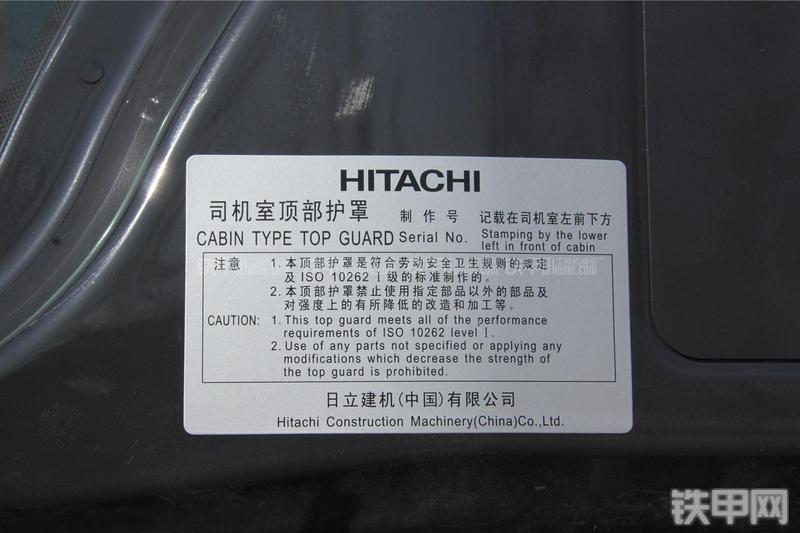 HITACHI
司机室顶部护罩 制作号 记载在司机室左前下方
CABIN TYPE TOP GUARD Serial No. Stamping by the lower left in front of cabin
注意 1. 本顶部护罩是符合劳动安全卫生规则的规定
及 ISO 10262 Ⅰ级的标准制作的。
2. 本顶部护罩禁止使用指定部品以外的部品及
对强度上的有所降低的改造和加工等。
CAUTION: 1. This top guard meets all of the performance
requirements of ISO 10262 level Ⅰ.
2. Use of any parts not specified or applying any
modifications which decrease the strength of
the top guard is prohibited.
日立建机(中国)有限公司
Hitachi Construction Machinery(China)Co.,Ltd.
铁甲网